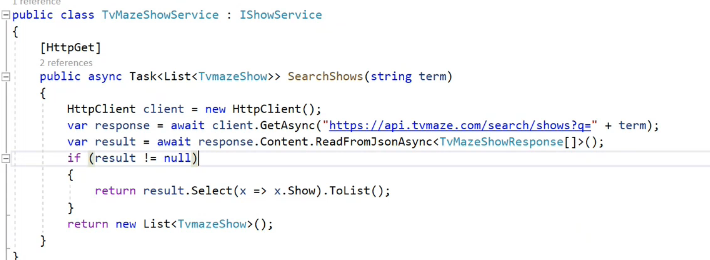 1 reference
public class TvMazeShowService : IShowService
{
[HttpGet]
2 references
public async Task<List<TvmazeShow>> SearchShows(string term)
{
HttpClient client = new HttpClient();
var response = await client.GetAsync("https://api.tvmaze.com/search/shows?q=" + term);
var result = await response.Content.ReadFromJsonAsync<TvMazeShowResponse[]>();
if (result != null)
{
return result.Select(x => x.Show).ToList();
}
return new List<TvmazeShow>();
}
}